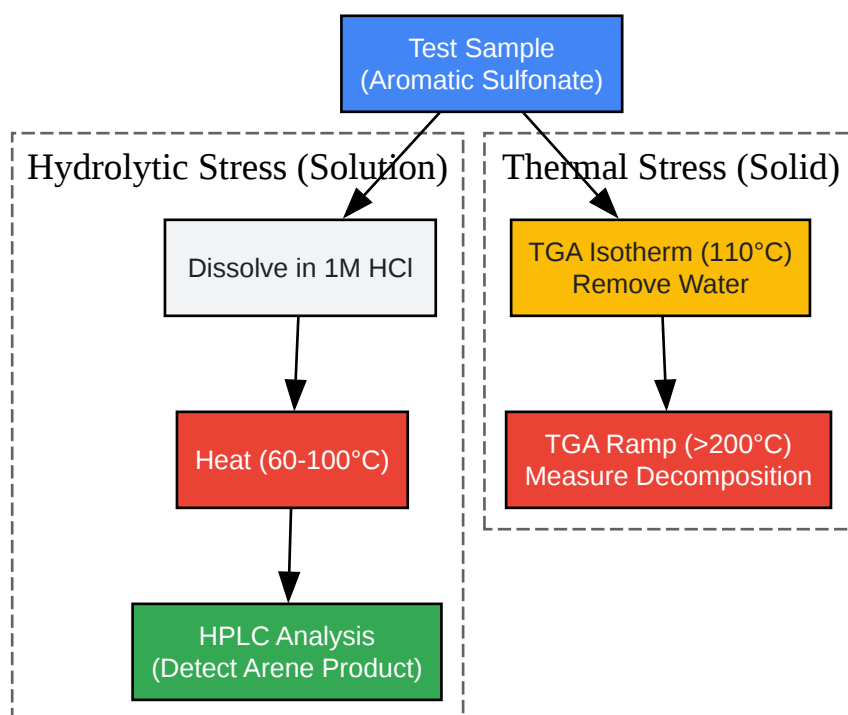 Test Sample
(Aromatic Sulfonate)
Hydrolytic Stress (Solution)
Thermal Stress (Solid)
Dissolve in 1M HCl
TGA Isotherm (110°C)
Remove Water
Heat (60-100°C)
TGA Ramp (>200°C)
Measure Decomposition
HPLC Analysis
(Detect Arene Product)